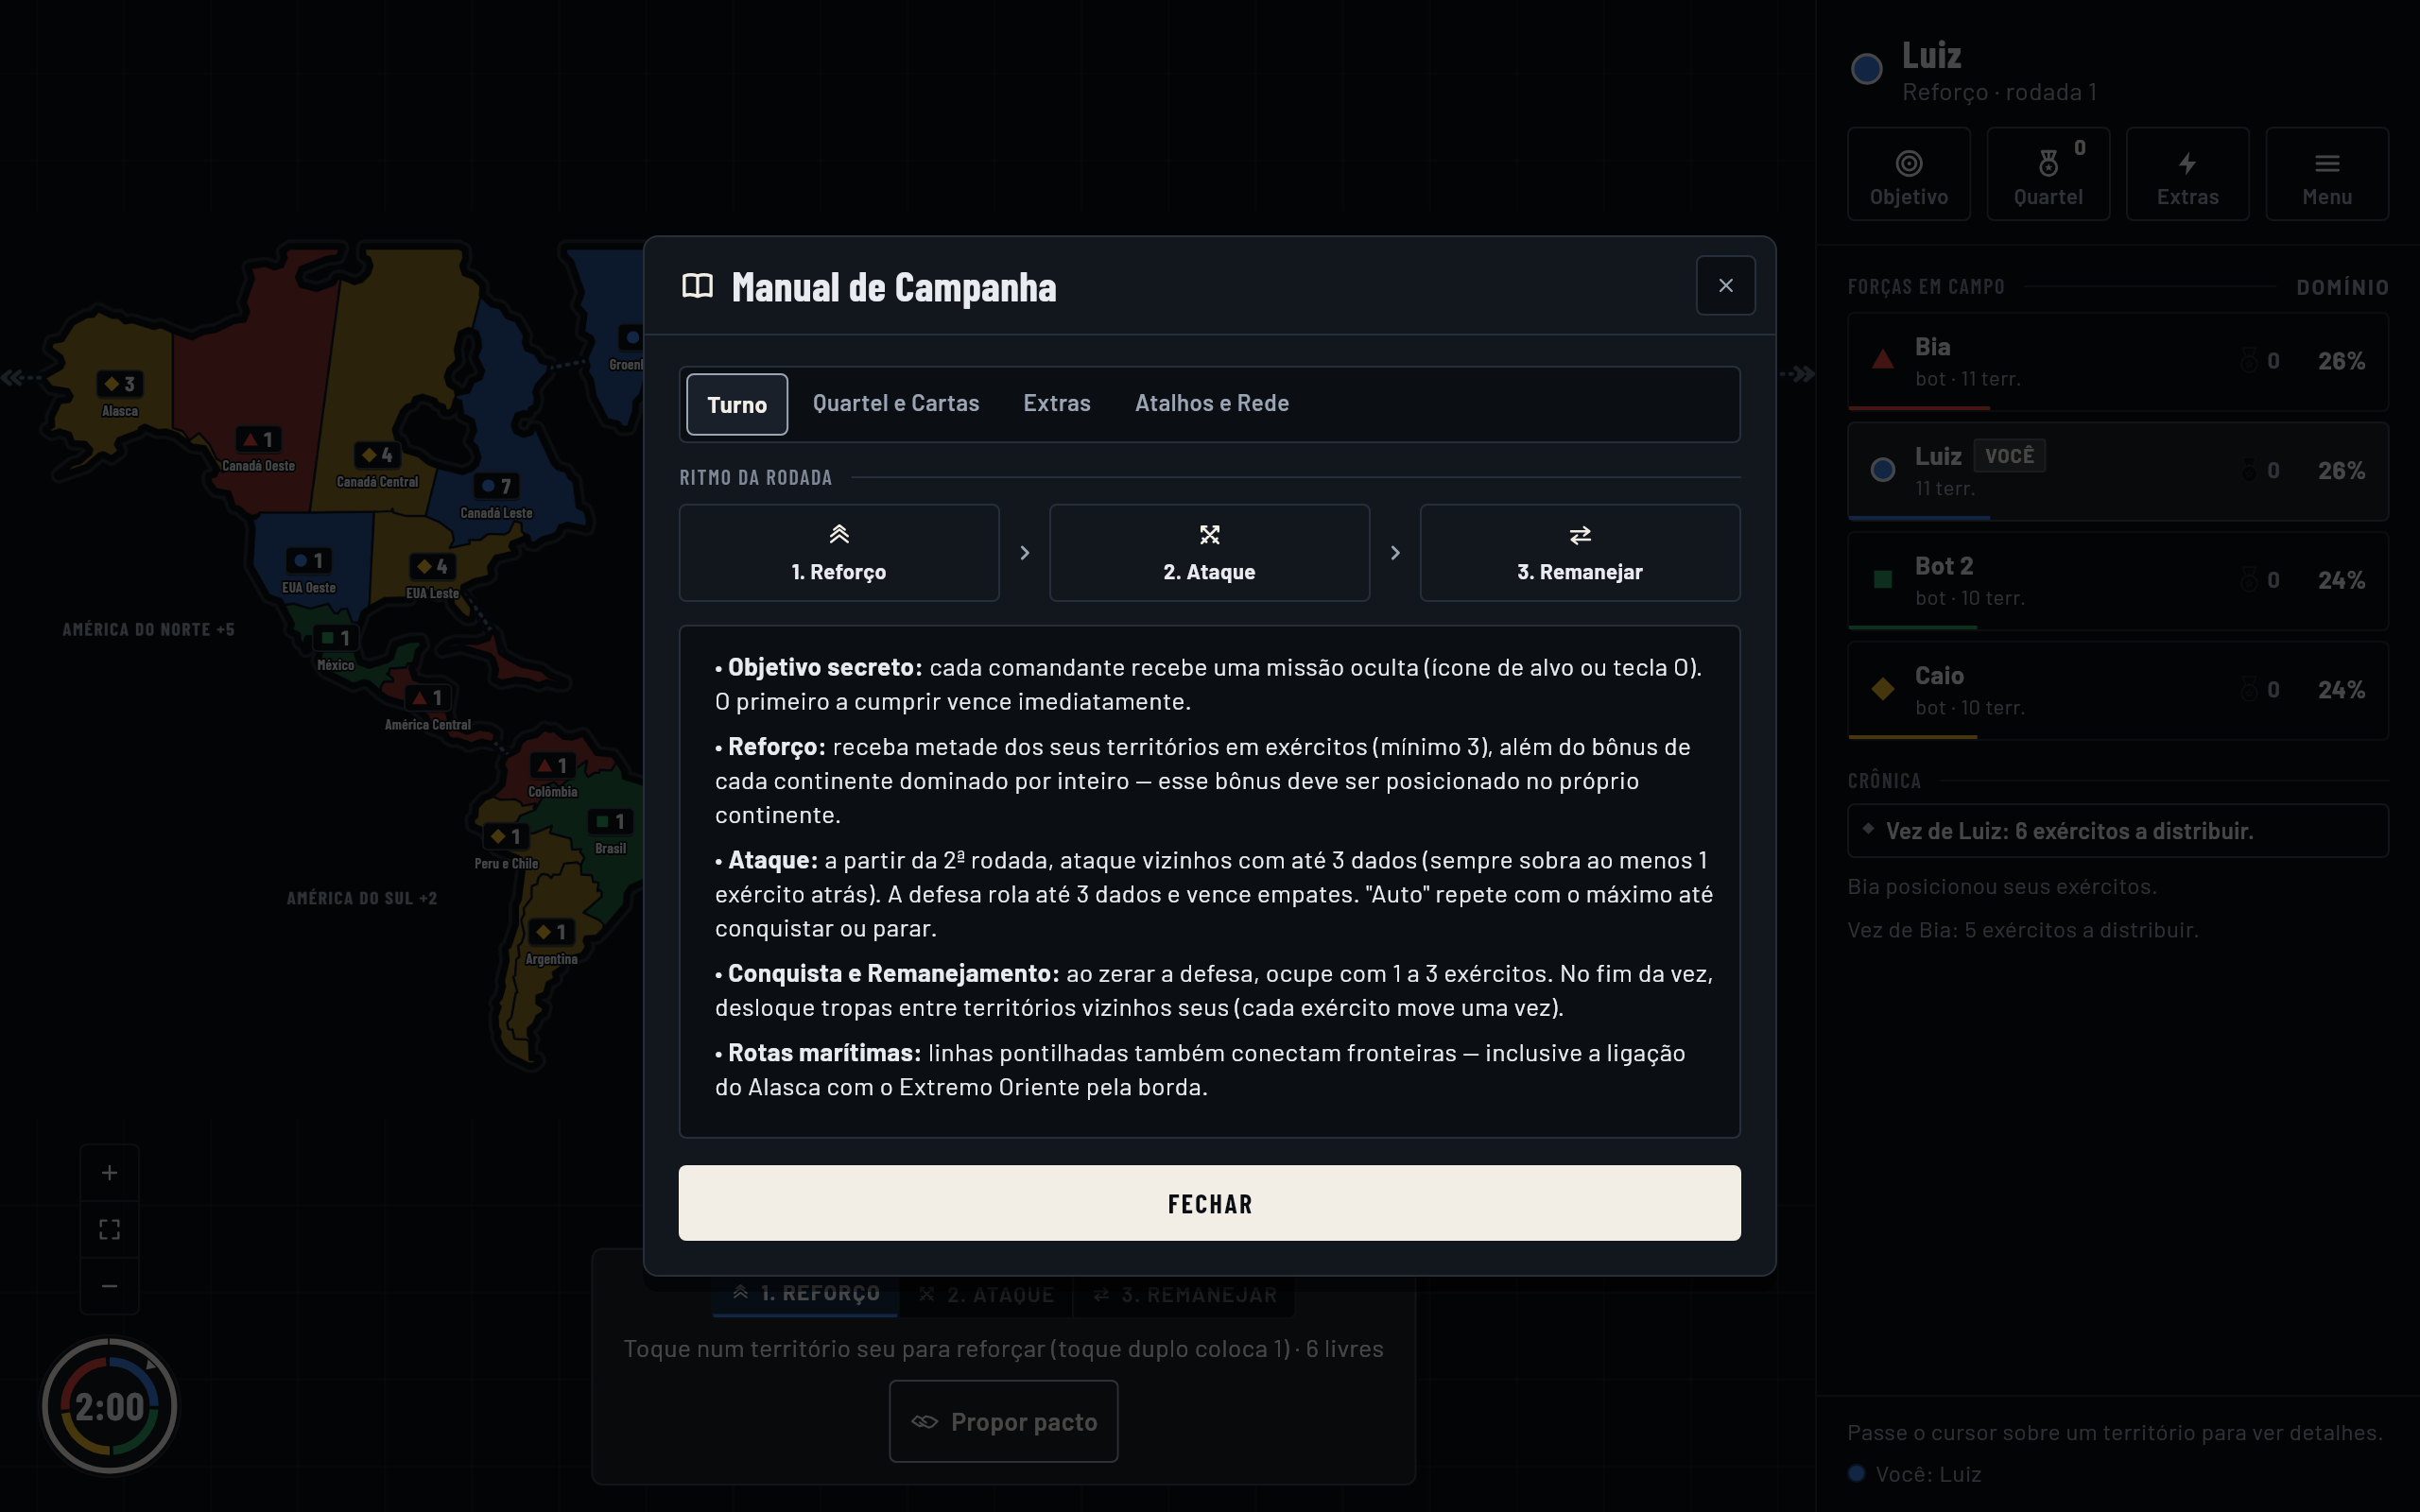 Luiz
Reforço · rodada 1
Objetivo
0
Quartel
Extras
Menu
FORÇAS EM CAMPO
DOMÍNIO
Bia
bot · 11 terr.
0
26%
Luiz VOCÊ
11 terr.
0
26%
Bot 2
bot · 10 terr.
0
24%
Caio
bot · 10 terr.
0
24%
CRÔNICA
Vez de Luiz: 6 exércitos a distribuir.
Bia posicionou seus exércitos.
Vez de Bia: 5 exércitos a distribuir.
Passe o cursor sobre um território para ver detalhes.
Você: Luiz
Manual de Campanha
Turno
Quartel e Cartas
Extras
Atalhos e Rede
RITMO DA RODADA
1. Reforço
2. Ataque
3. Remanejar
• Objetivo secreto: cada comandante recebe uma missão oculta (ícone de alvo ou tecla O).
O primeiro a cumprir vence imediatamente.
• Reforço: receba metade dos seus territórios em exércitos (mínimo 3), além do bônus de
cada continente dominado por inteiro — esse bônus deve ser posicionado no próprio
continente.
• Ataque: a partir da 2ª rodada, ataque vizinhos com até 3 dados (sempre sobra ao menos 1
exército atrás). A defesa rola até 3 dados e vence empates. "Auto" repete com o máximo até
conquistar ou parar.
• Conquista e Remanejamento: ao zerar a defesa, ocupe com 1 a 3 exércitos. No fim da vez,
desloque tropas entre territórios vizinhos seus (cada exército move uma vez).
• Rotas marítimas: linhas pontilhadas também conectam fronteiras — inclusive a ligação
do Alasca com o Extremo Oriente pela borda.
FECHAR
3
Alasca
1
Canadá Oeste
4
Canadá Central
7
Canadá Leste
Groenl
1
EUA Oeste
4
EUA Leste
AMÉRICA DO NORTE +5
1
México
1
América Central
1
Colômbia
1
Brasil
1
Peru e Chile
AMÉRICA DO SUL +2
1
Argentina
2:00
1. REFORÇO
2. ATAQUE
3. REMANEJAR
Toque num território seu para reforçar (toque duplo coloca 1) · 6 livres
Propor pacto